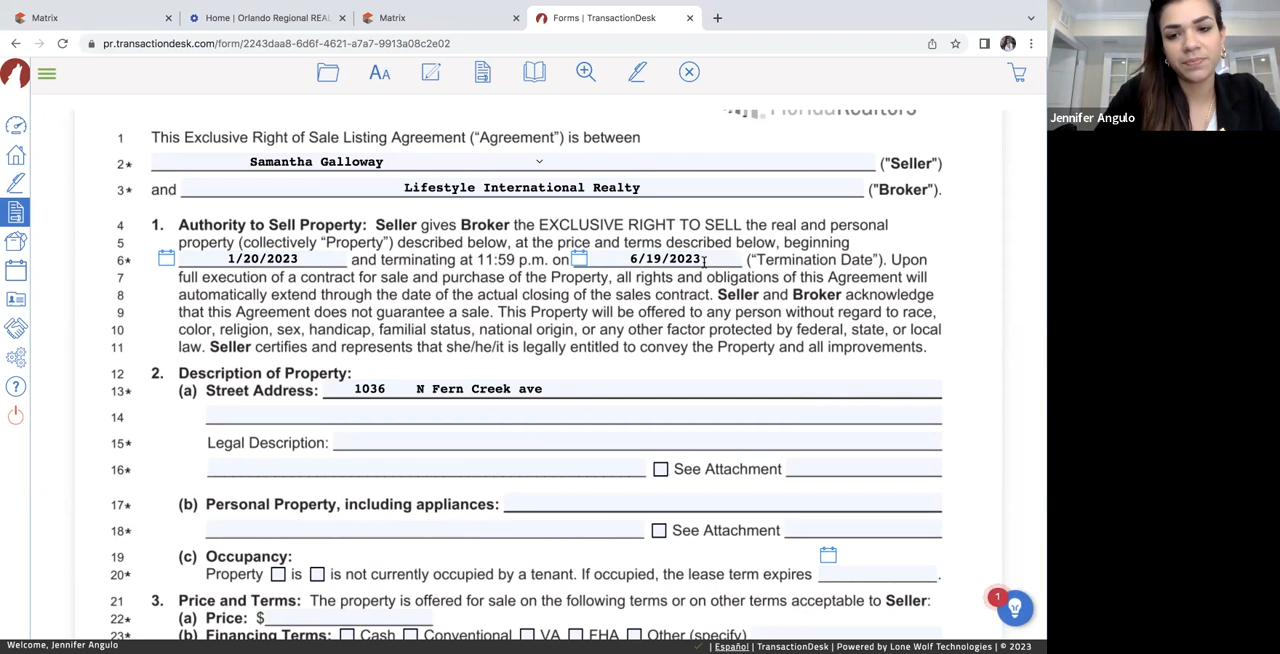 Matrix
Home | Orlando Regional REAL
Matrix
Forms | TransactionDesk
pr.transactiondesk.com/form/2243daa8-6d6f-4621-a7a7-9913a08c2e02
Jennifer Angulo
FloridaRealtors
1 This Exclusive Right of Sale Listing Agreement (“Agreement”) is between
2* Samantha Galloway ("Seller")
3* and Lifestyle International Realty ("Broker").
4 1. Authority to Sell Property: Seller gives Broker the EXCLUSIVE RIGHT TO SELL the real and personal
5 property (collectively “Property”) described below, at the price and terms described below, beginning
6* 1/20/2023 and terminating at 11:59 p.m. on 6/19/2023 (“Termination Date”). Upon
7 full execution of a contract for sale and purchase of the Property, all rights and obligations of this Agreement will
8 automatically extend through the date of the actual closing of the sales contract. Seller and Broker acknowledge
9 that this Agreement does not guarantee a sale. This Property will be offered to any person without regard to race,
10 color, religion, sex, handicap, familial status, national origin, or any other factor protected by federal, state, or local
11 law. Seller certifies and represents that she/he/it is legally entitled to convey the Property and all improvements.
12 2. Description of Property:
13* (a) Street Address: 1036 N Fern Creek ave
14
15* Legal Description:
16* See Attachment
17* (b) Personal Property, including appliances:
18* See Attachment
19 (c) Occupancy:
20* Property is is not currently occupied by a tenant. If occupied, the lease term expires .
21 3. Price and Terms: The property is offered for sale on the following terms or on other terms acceptable to Seller:
22* (a) Price: $
23* (b) Financing Terms: Cash Conventional VA FHA Other (specify)
1
Welcome, Jennifer Angulo
| Español | TransactionDesk | Powered by Lone Wolf Technologies | © 2023